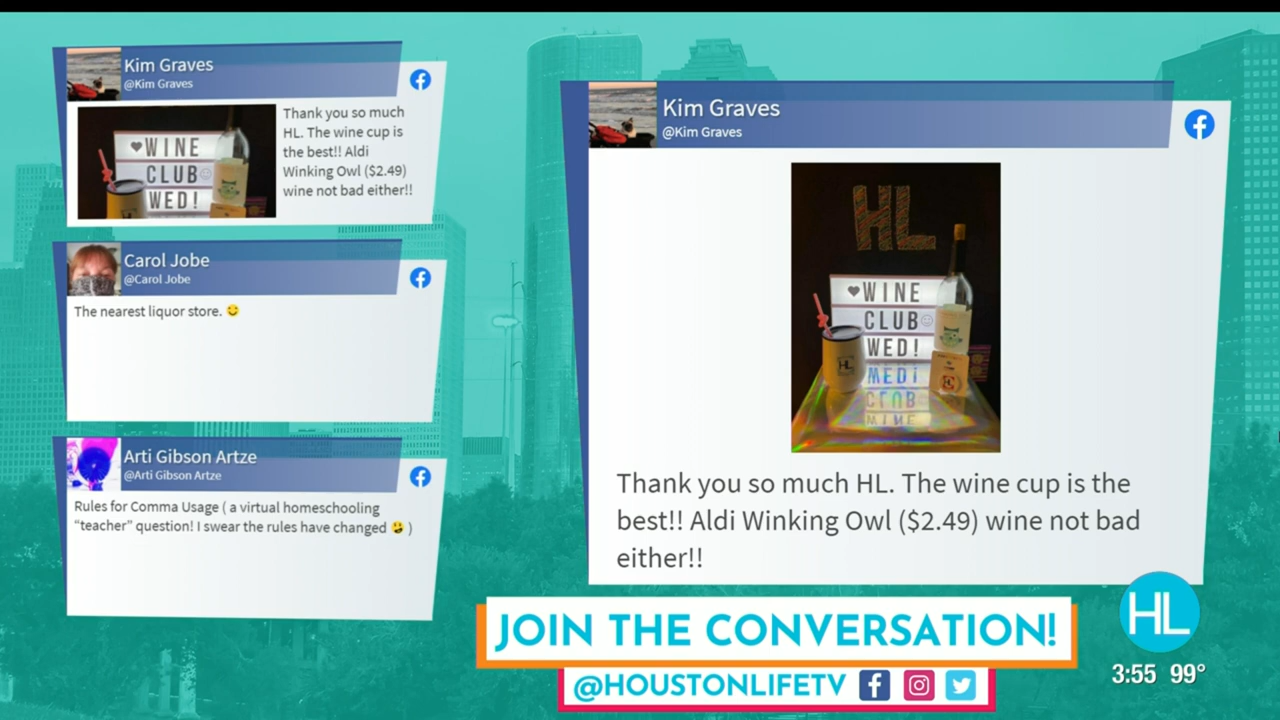 Kim Graves
@Kim Graves
WINE
CLUB
WED!
Thank you so much
HL. The wine cup is
the best!! Aldi
Winking Owl ($2.49)
wine not bad either!!
Carol Jobe
@Carol Jobe
The nearest liquor store.
Arti Gibson Artze
@Arti Gibson Artze
Rules for Comma Usage ( a virtual homeschooling
“teacher” question! I swear the rules have changed )
Kim Graves
@Kim Graves
HL
WINE
CLUB
WED!
HL
Thank you so much HL. The wine cup is the
best!! Aldi Winking Owl ($2.49) wine not bad
either!!
JOIN THE CONVERSATION!
@HOUSTONLIFETV
HL
3:55 99°